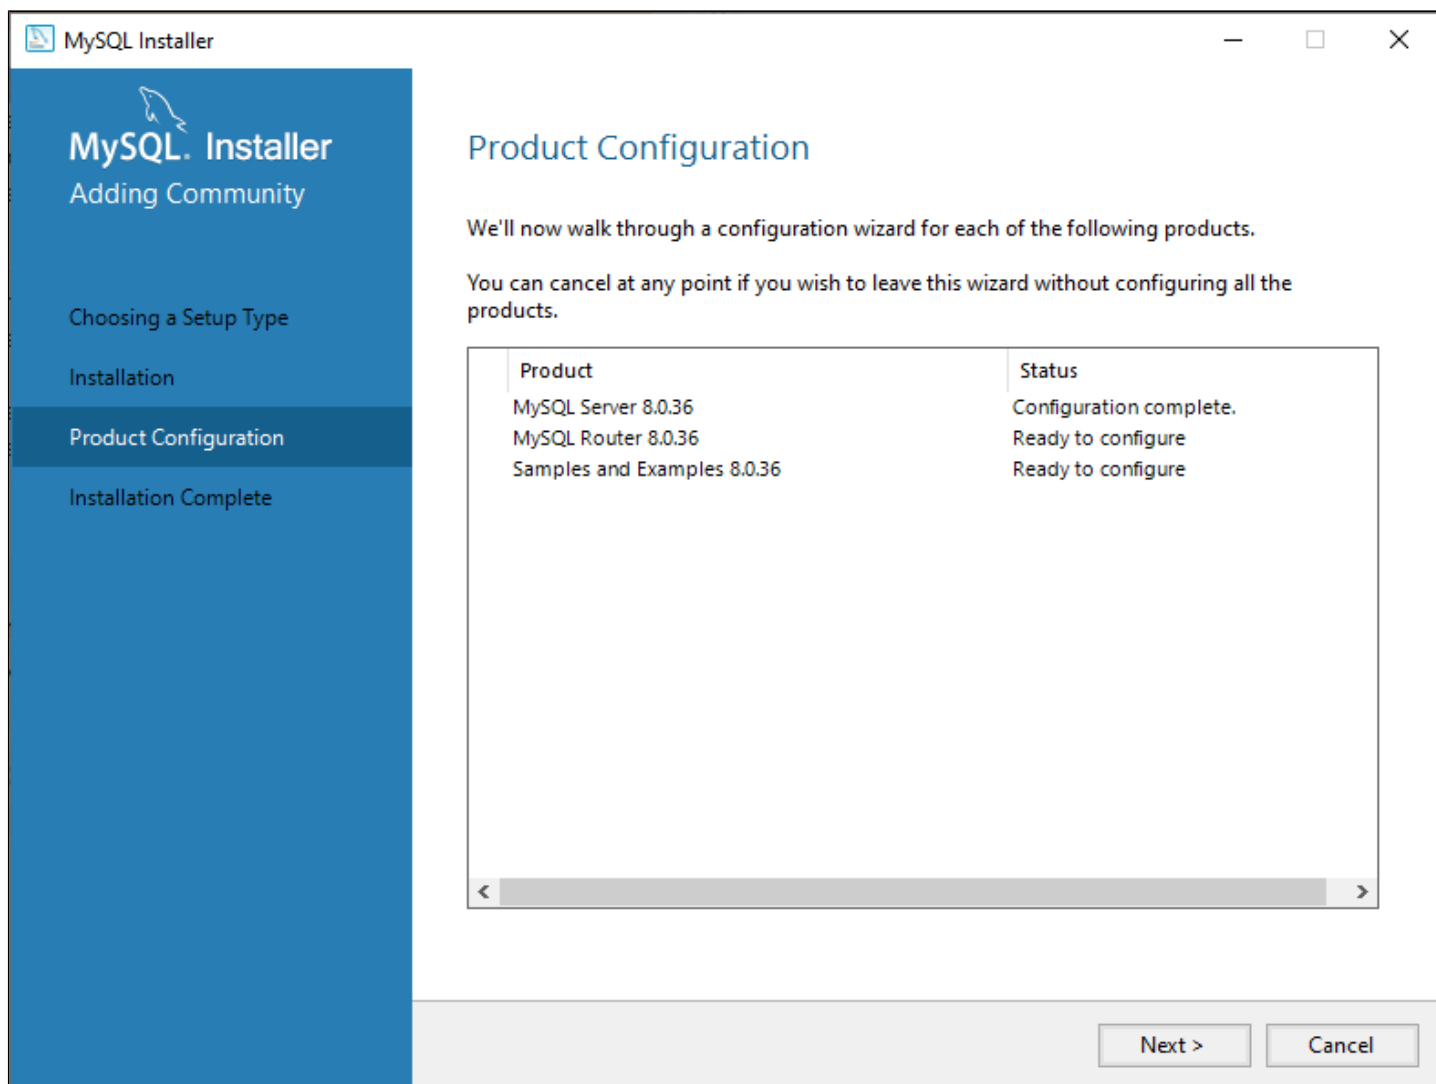 MySQL Installer
MySQL. Installer
Adding Community
Choosing a Setup Type
Installation
Product Configuration
Installation Complete
Product Configuration
We'll now walk through a configuration wizard for each of the following products.
You can cancel at any point if you wish to leave this wizard without configuring all the
products.
Product Status
MySQL Server 8.0.36 Configuration complete.
MySQL Router 8.0.36 Ready to configure
Samples and Examples 8.0.36 Ready to configure
Next > Cancel